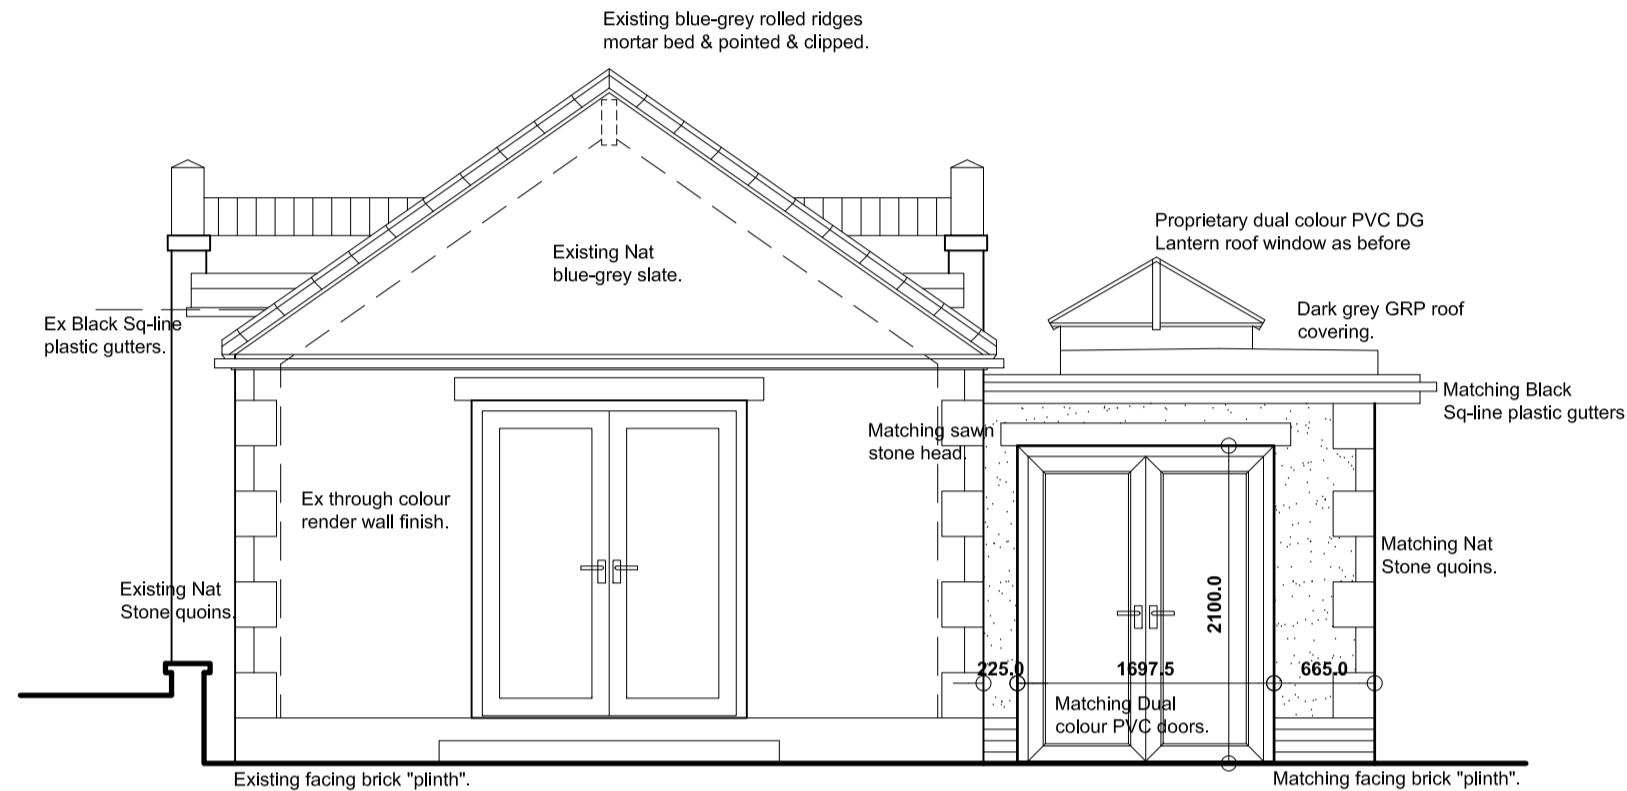 Existing blue-grey rolled ridges
mortar bed & pointed & clipped.
Proprietary dual colour PVC DG
Lantern roof window as before
Existing Nat
blue-grey slate.
Dark grey GRP roof
covering.
Ex Black Sq-line
plastic gutters.
Matching Black
Sq-line plastic gutters
Matching sawn
stone head.
Ex through colour
render wall finish.
Matching Nat
Stone quoins.
Existing Nat
Stone quoins.
2100.0
225.0
1697.5
665.0
Matching Dual
colour PVC doors.
Existing facing brick "plinth".
Matching facing brick "plinth".